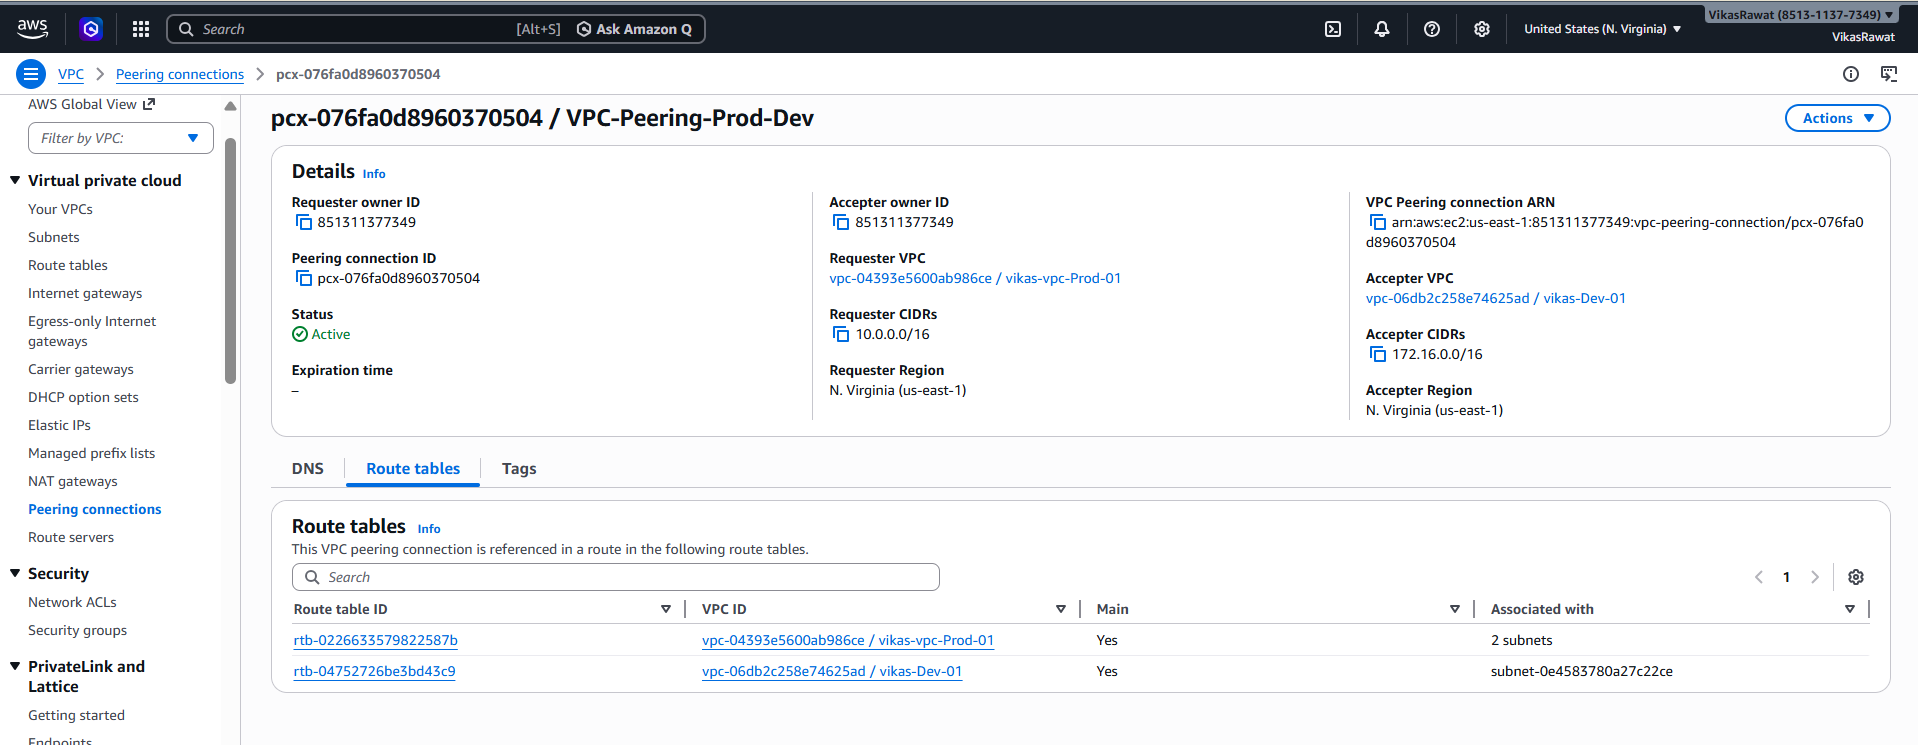 aws
Search [Alt+S] Ask Amazon Q
United States (N. Virginia)
VikasRawat (8513-1137-7349)
VikasRawat
VPC
Peering connections
pcx-076fa0d8960370504
AWS Global View
Filter by VPC:
Virtual private cloud
Your VPCs
Subnets
Route tables
Internet gateways
Egress-only Internet
gateways
Carrier gateways
DHCP option sets
Elastic IPs
Managed prefix lists
NAT gateways
Peering connections
Route servers
Security
Network ACLs
Security groups
PrivateLink and
Lattice
Getting started
Endpoints
pcx-076fa0d8960370504 / VPC-Peering-Prod-Dev
Actions
Details Info
Requester owner ID
851311377349
Peering connection ID
pcx-076fa0d8960370504
Status
Active
Expiration time
–
Accepter owner ID
851311377349
Requester VPC
vpc-04393e5600ab986ce / vikas-vpc-Prod-01
Requester CIDRs
10.0.0.0/16
Requester Region
N. Virginia (us-east-1)
VPC Peering connection ARN
arn:aws:ec2:us-east-1:851311377349:vpc-peering-connection/pcx-076fa0
d8960370504
Accepter VPC
vpc-06db2c258e74625ad / vikas-Dev-01
Accepter CIDRs
172.16.0.0/16
Accepter Region
N. Virginia (us-east-1)
DNS
Route tables
Tags
Route tables Info
This VPC peering connection is referenced in a route in the following route tables.
Search
1
Route table ID VPC ID Main Associated with
rtb-0226633579822587b vpc-04393e5600ab986ce / vikas-vpc-Prod-01 Yes 2 subnets
rtb-04752726be3bd43c9 vpc-06db2c258e74625ad / vikas-Dev-01 Yes subnet-0e4583780a27c22ce